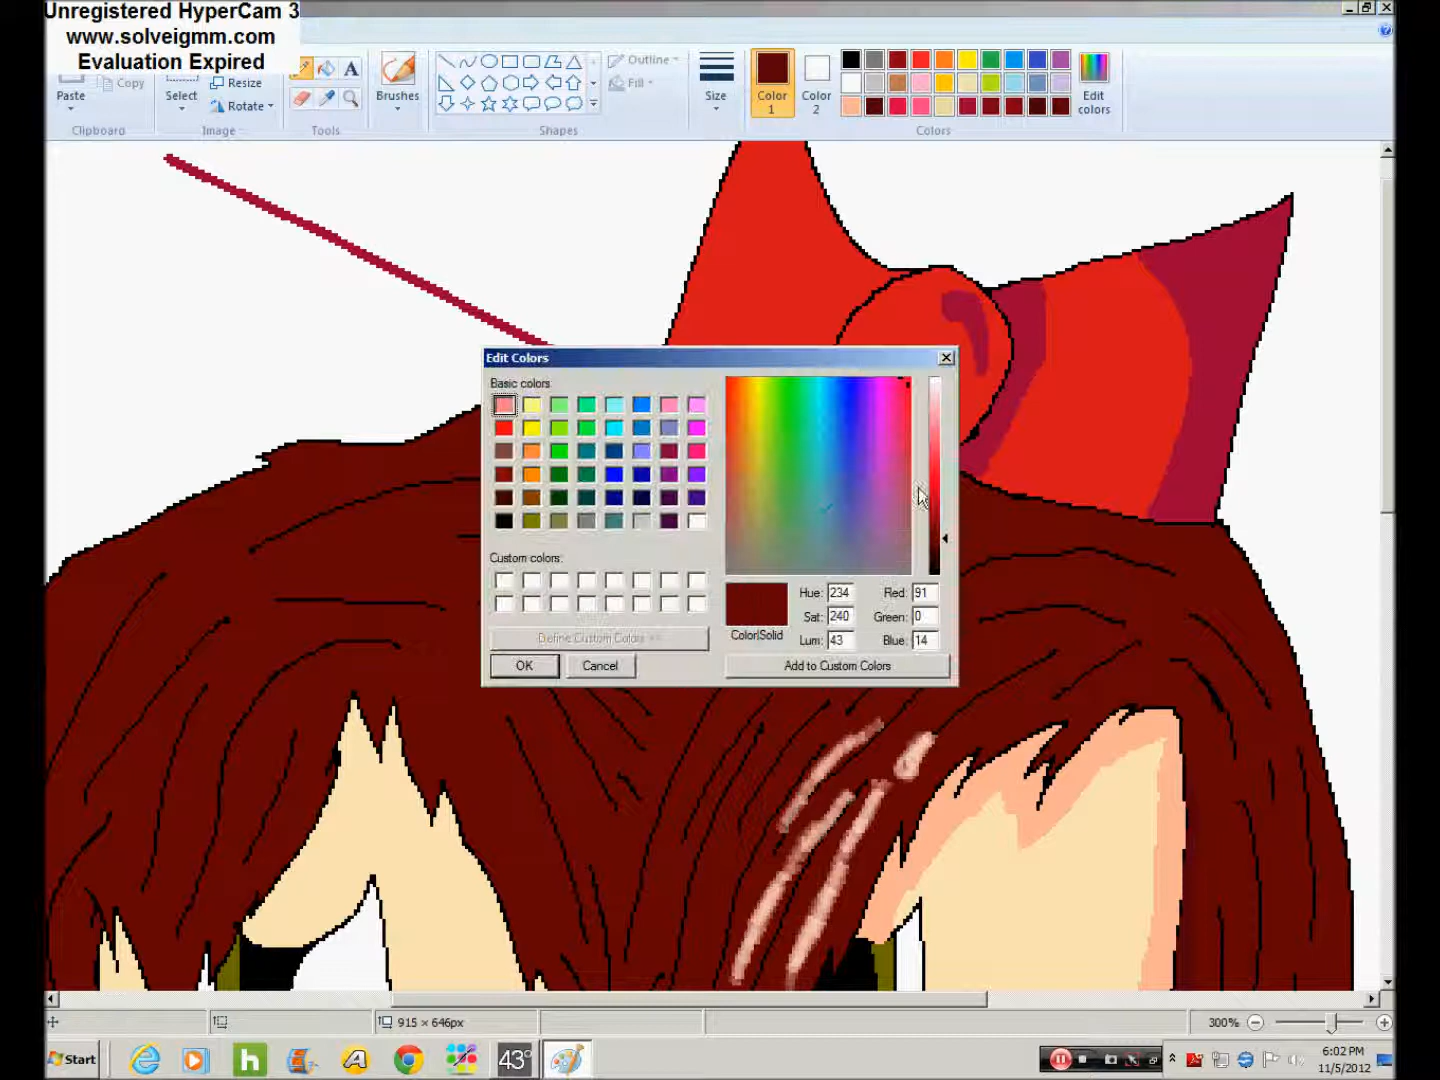 Unregistered HyperCam 3
www.solveigmm.com
Evaluation Expired
Paste
Copy
Clipboard
Select
Resize
Rotate
Image
A
Tools
Brushes
Outline
Fill
Shapes
Size
Color 1
Color 2
Edit colors
Colors
Edit Colors
Basic colors:
Custom colors:
Define Custom Colors >>
OK
Cancel
Color|Solid
Hue: 234
Sat: 240
Lum: 43
Red: 91
Green: 0
Blue: 14
Add to Custom Colors
915 × 646px
300%
Start
h
A
43°
6:02 PM
11/5/2012